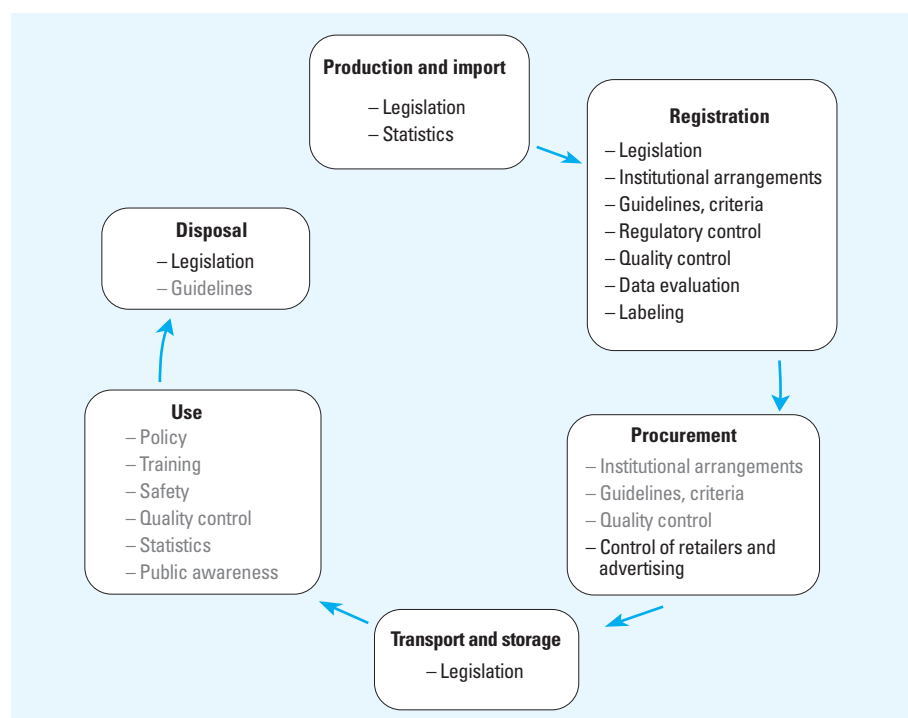 Production and import
– Legislation
– Statistics
Registration
– Legislation
– Institutional arrangements
– Guidelines, criteria
– Regulatory control
– Quality control
– Data evaluation
– Labeling
Procurement
– Institutional arrangements
– Guidelines, criteria
– Quality control
– Control of retailers and
advertising
Transport and storage
– Legislation
Use
– Policy
– Training
– Safety
– Quality control
– Statistics
– Public awareness
Disposal
– Legislation
– Guidelines